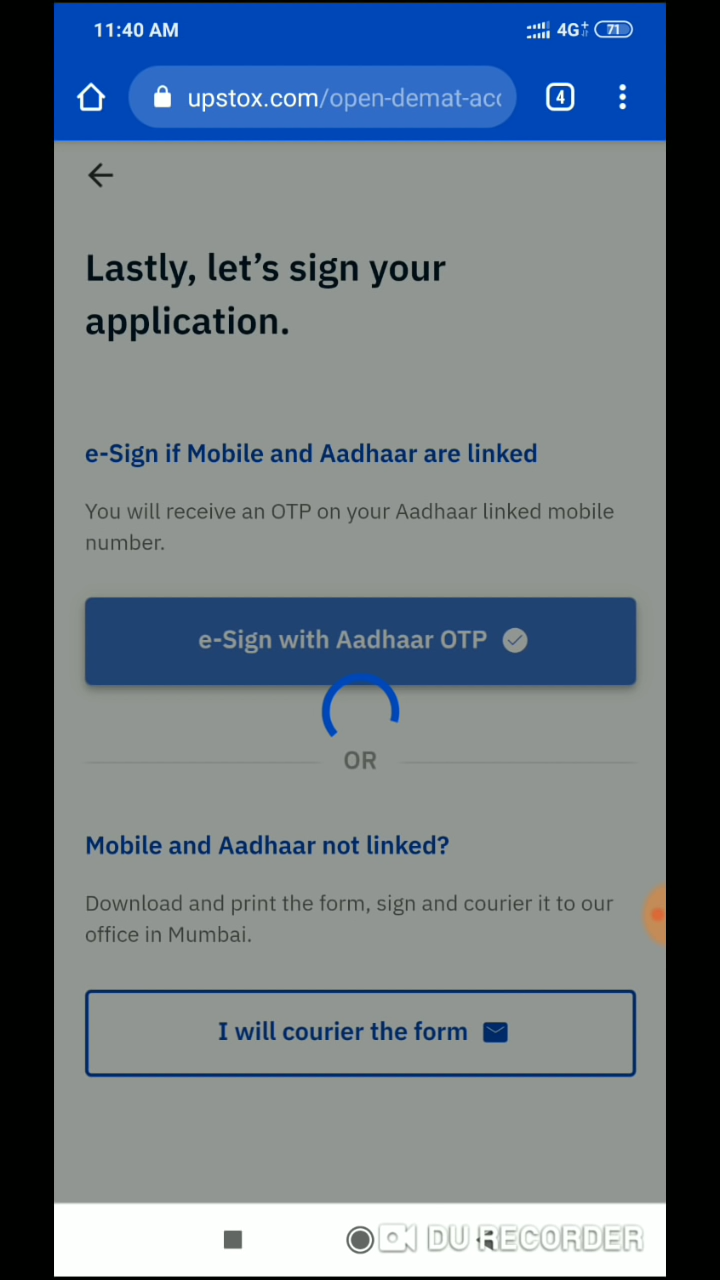 11:40 AM
4G+ 71
upstox.com/open-demat-acc
4
Lastly, let’s sign your
application.
e-Sign if Mobile and Aadhaar are linked
You will receive an OTP on your Aadhaar linked mobile
number.
e-Sign with Aadhaar OTP
OR
Mobile and Aadhaar not linked?
Download and print the form, sign and courier it to our
office in Mumbai.
I will courier the form
DU RECORDER